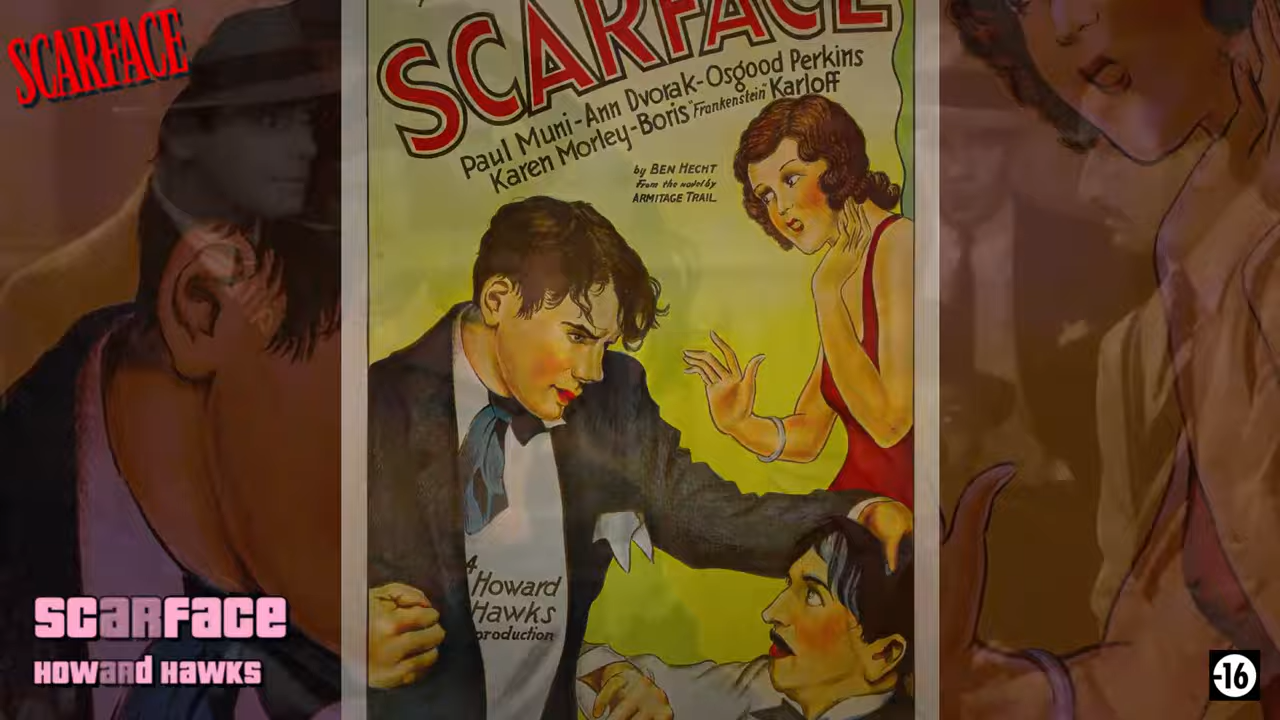 SCARFACE
SCARFACE
Paul Muni-Ann Dvorak-Osgood Perkins
Karen Morley-Boris "Frankenstein" Karloff
by BEN HECHT
From the novel by
ARMITAGE TRAIL
A
Howard
Hawks
production
SCARFACE
HOWARD HAWKS
-16